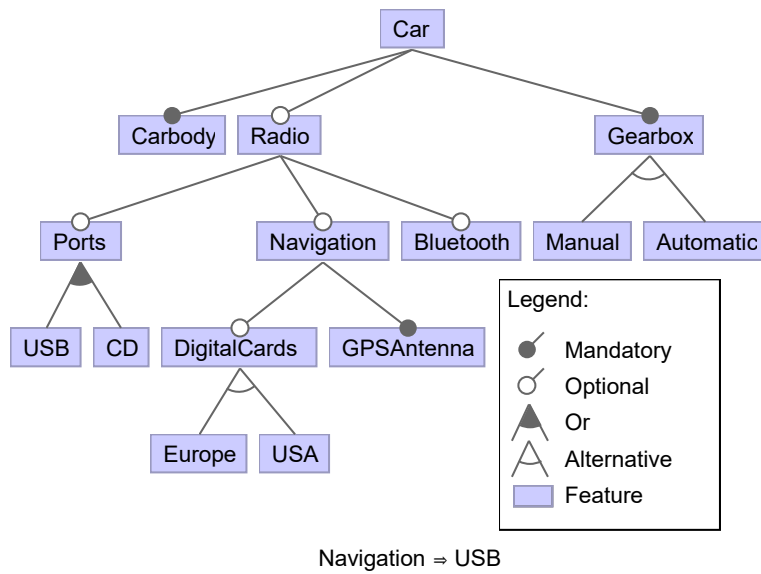 Car
Carbody
Radio
Gearbox
Ports
Navigation
Bluetooth
Manual
Automatic
USB
CD
DigitalCards
GPSAntenna
Europe
USA
Legend:
Mandatory
Optional
Or
Alternative
Feature
Navigation ⇒ USB